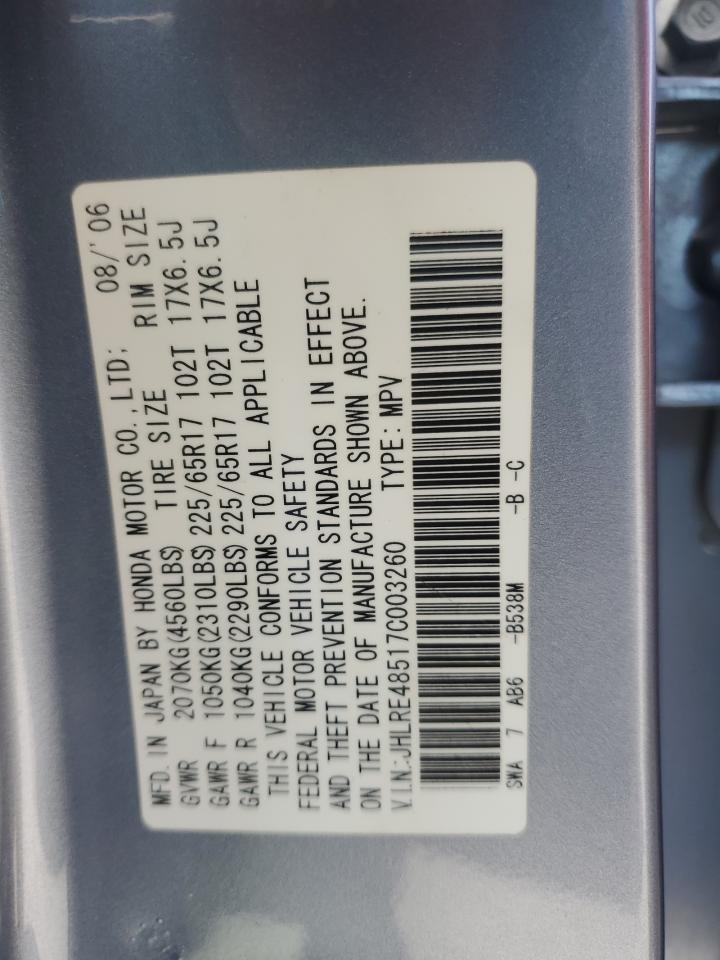 MFD. IN JAPAN BY HONDA MOTOR CO., LTD; 08/'06
GVWR 2070KG(4560LBS) TIRE SIZE RIM SIZE
GAWR F 1050KG(2310LBS) 225/65R17 102T 17X6.5J
GAWR R 1040KG(2290LBS) 225/65R17 102T 17X6.5J
THIS VEHICLE CONFORMS TO ALL APPLICABLE
FEDERAL MOTOR VEHICLE SAFETY
AND THEFT PREVENTION STANDARDS IN EFFECT
ON THE DATE OF MANUFACTURE SHOWN ABOVE.
V.I.N.:JHLRE48517C003260 TYPE: MPV
SWA 7 AB6 -B538M -B -C
10